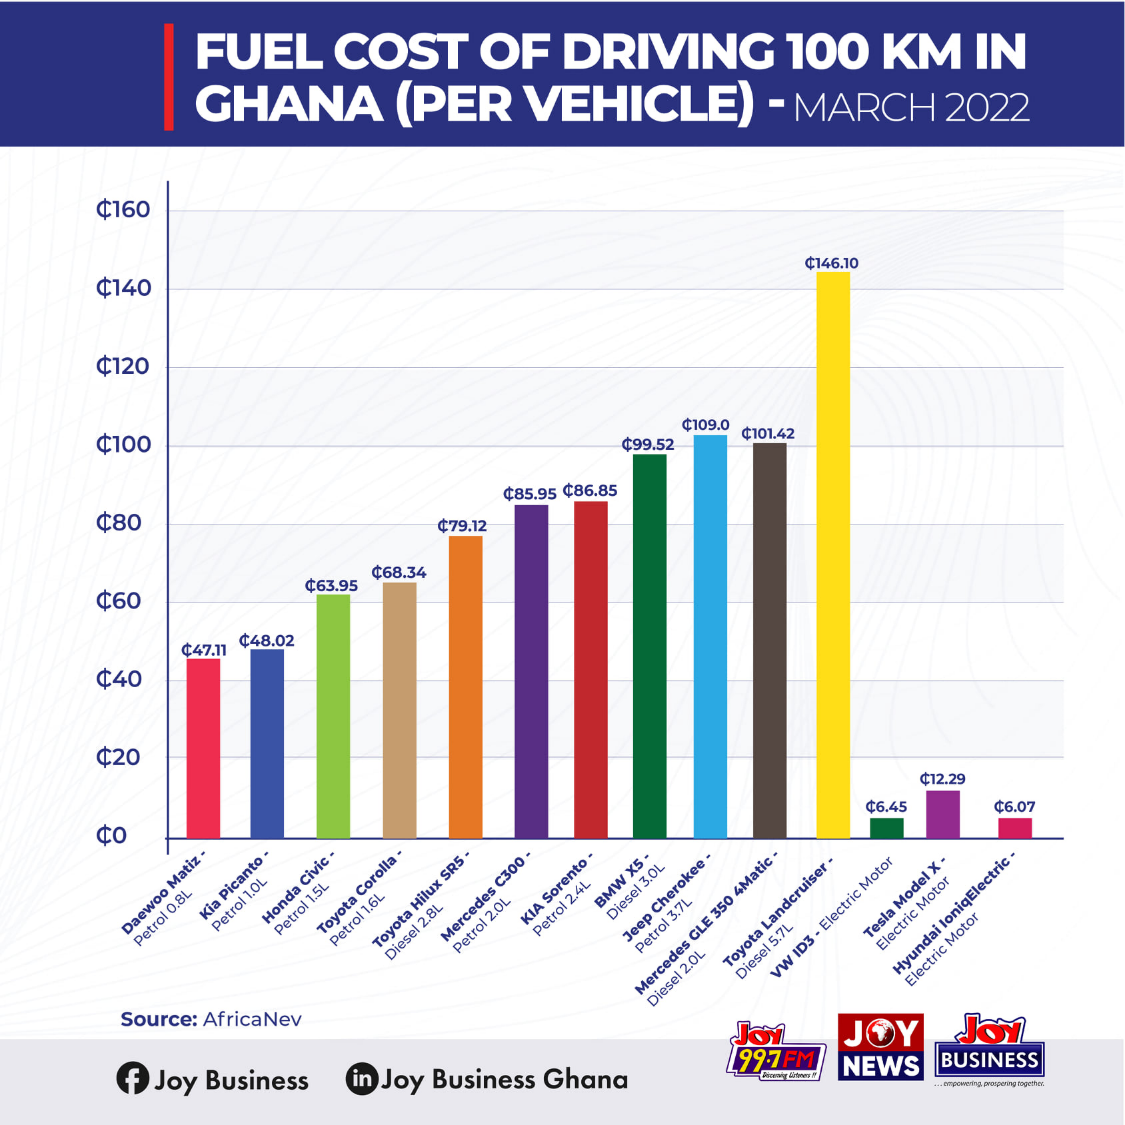 FUEL COST OF DRIVING 100 KM IN
GHANA (PER VEHICLE) - MARCH 2022
₵160
₵140
₵120
₵100
₵80
₵60
₵40
₵20
₵0
₵47.11
₵48.02
₵63.95
₵68.34
₵79.12
₵85.95
₵86.85
₵99.52
₵109.0
₵101.42
₵146.10
₵6.45
₵12.29
₵6.07
Daewoo Matiz -
Petrol 0.8L
Kia Picanto -
Petrol 1.0L
Honda Civic -
Petrol 1.5L
Toyota Corolla -
Petrol 1.6L
Toyota Hilux SR5 -
Diesel 2.8L
Mercedes C300 -
Petrol 2.0L
KIA Sorento -
Petrol 2.4L
BMW X5 -
Diesel 3.0L
Jeep Cherokee -
Petrol 3.7L
Mercedes GLE 350 4Matic -
Diesel 2.0L
Toyota Landcruiser -
Diesel 5.7L
VW ID3 - Electric Motor
Tesla Model X -
Electric Motor
Hyundai IoniqElectric -
Electric Motor
Source: AfricaNev
Joy Business
in Joy Business Ghana
JOY
99.7 FM
Discerning Listeners !!
JOY
NEWS
JOY
BUSINESS
...empowering, prospering together.